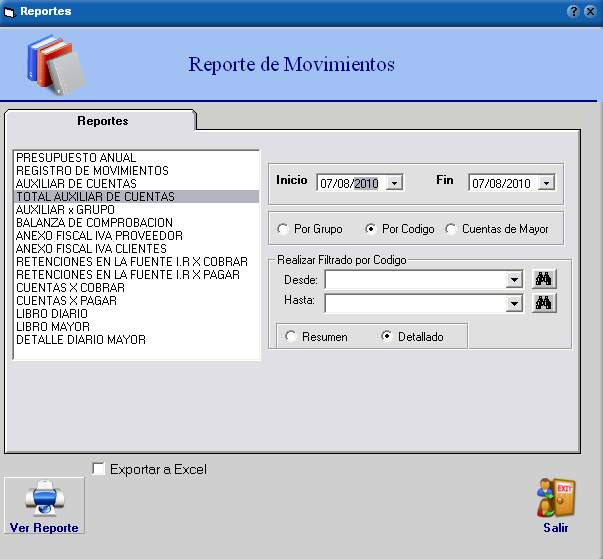 Reportes
Reporte de Movimientos
Reportes
PRESUPUESTO ANUAL
REGISTRO DE MOVIMIENTOS
AUXILIAR DE CUENTAS
TOTAL AUXILIAR DE CUENTAS
AUXILIAR x GRUPO
BALANZA DE COMPROBACION
ANEXO FISCAL IVA PROVEEDOR
ANEXO FISCAL IVA CLIENTES
RETENCIONES EN LA FUENTE I.R X COBRAR
RETENCIONES EN LA FUENTE I.R X PAGAR
CUENTAS X COBRAR
CUENTAS X PAGAR
LIBRO DIARIO
LIBRO MAYOR
DETALLE DIARIO MAYOR
Inicio 07/08/2010 Fin 07/08/2010
Por Grupo Por Codigo Cuentas de Mayor
Realizar Filtrado por Codigo
Desde:
Hasta:
Resumen Detallado
Exportar a Excel
Ver Reporte
EXIT
Salir